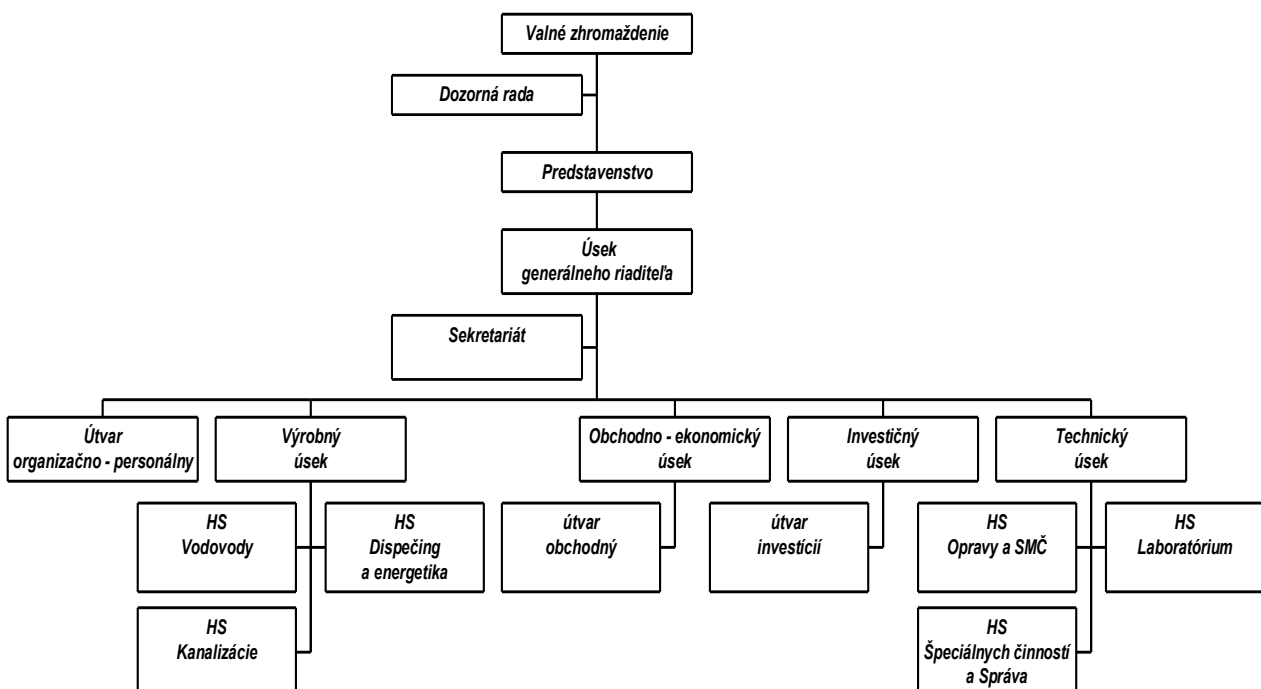 Valné zhromaždenie
Dozorná rada
Predstavenstvo
Úsek
generálneho riaditeľa
Sekretariát
Útvar
organizačno - personálny
Výrobný
úsek
Obchodno - ekonomický
úsek
Investičný
úsek
Technický
úsek
HS
Vodovody
HS
Dispečing
a energetika
útvar
obchodný
útvar
investícií
HS
Opravy a SMČ
HS
Laboratórium
HS
Kanalizácie
HS
Špeciálnych činností
a Správa